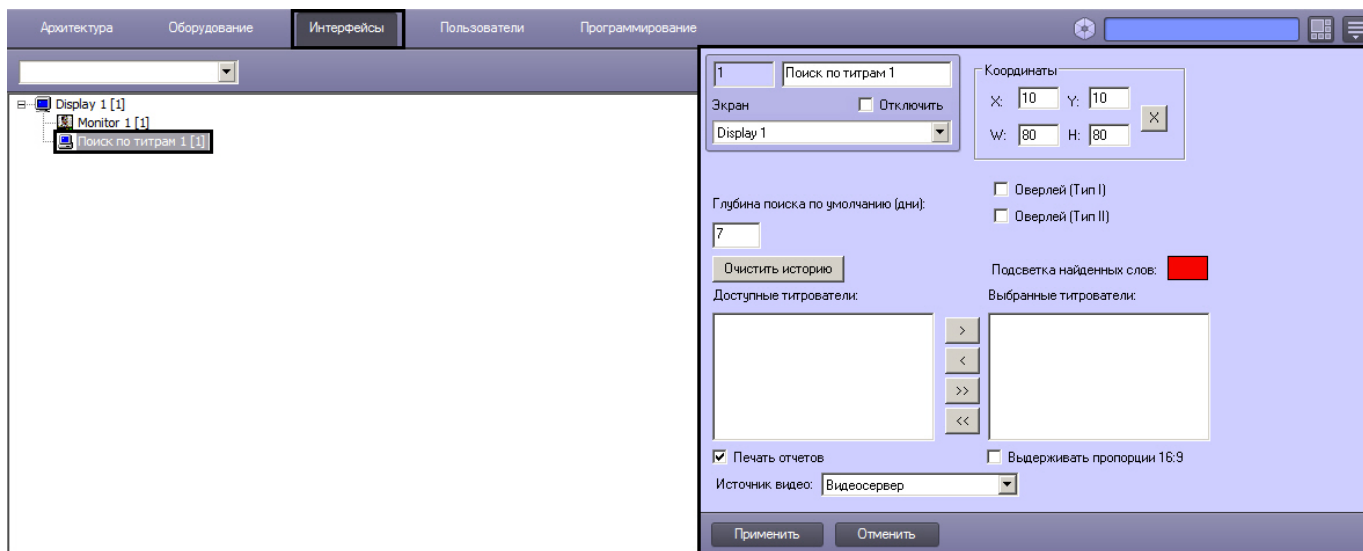 Архитектура Оборудование Интерфейсы Пользователи Программирование
Display 1 [1]
Monitor 1 [1]
Поиск по титрам 1 [1]
1 Поиск по титрам 1
Экран Отключить
Display 1
Координаты
X: 10 Y: 10
X
W: 80 H: 80
Глубина поиска по умолчанию (дни):
7
Оверлей (Тип I)
Оверлей (Тип II)
Очистить историю
Подсветка найденных слов:
Доступные титрователи:
Выбранные титрователи:
>
<
>>
<<
Печать отчетов
Выдерживать пропорции 16:9
Источник видео: Видеосервер
Применить Отменить